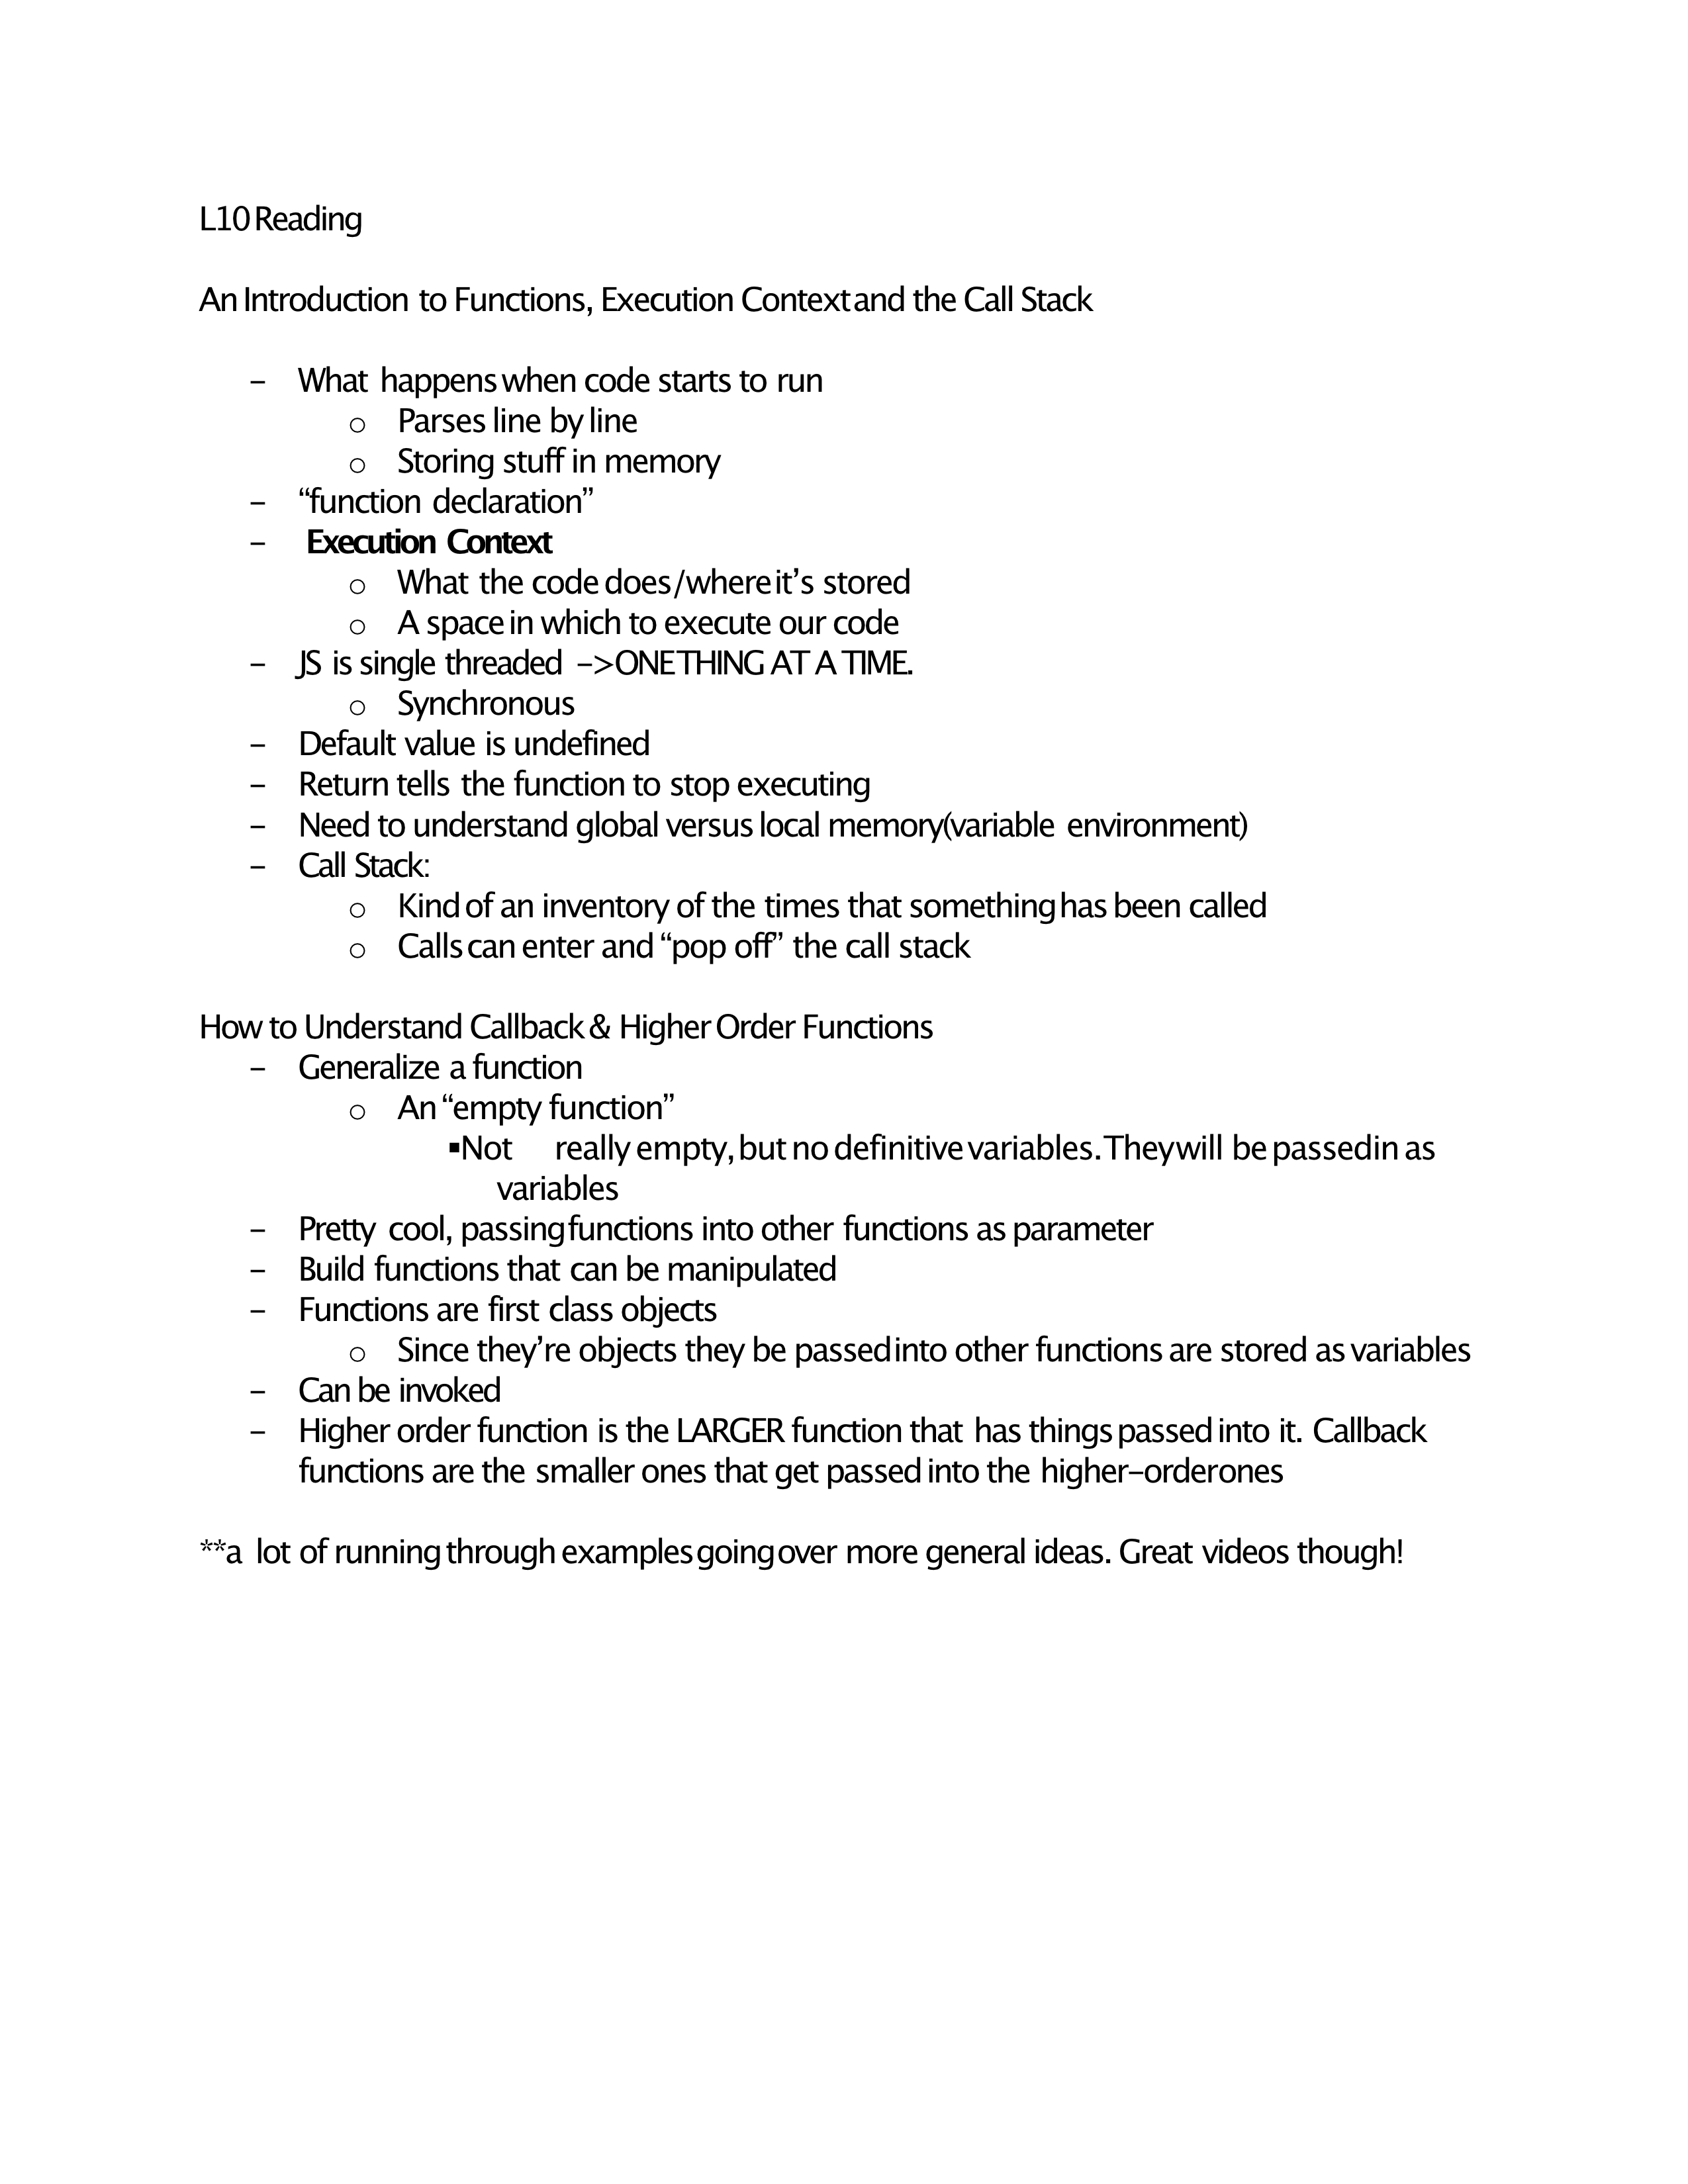 L10 Reading
An Introduction to Functions, Execution Context and the Call Stack
- What happens when code starts to run
o Parses line by line
o Storing stuff in memory
- “function declaration”
- Execution Context
o What the code does/where it’s stored
o A space in which to execute our code
- JS is single threaded ->ONE THING AT A TIME.
o Synchronous
- Default value is undefined
- Return tells the function to stop executing
- Need to understand global versus local memory(variable environment)
- Call Stack:
o Kind of an inventory of the times that something has been called
o Calls can enter and “pop off” the call stack
How to Understand Callback & Higher Order Functions
- Generalize a function
o An “empty function”
▪Not really empty, but no definitive variables. They will be passed in as
variables
- Pretty cool, passing functions into other functions as parameter
- Build functions that can be manipulated
- Functions are first class objects
o Since they’re objects they be passed into other functions are stored as variables
- Can be invoked
- Higher order function is the LARGER function that has things passed into it. Callback
functions are the smaller ones that get passed into the higher-order ones
**a lot of running through examples going over more general ideas. Great videos though!